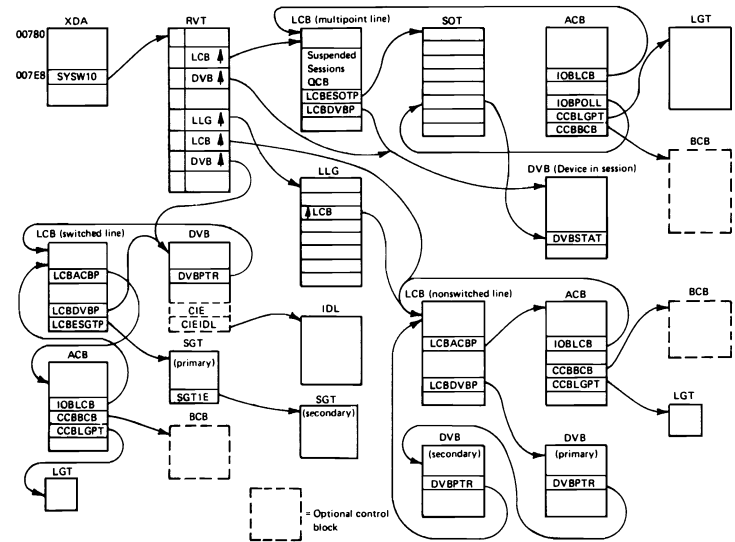 XDA
007B0
007E8
SYSW10
RVT
LCB
DVB
LLG
LCB
DVB
LCB (multipoint line)
Suspended
Sessions
QCB
LCBESOTP
LCBDVBP
SOT
ACB
IOBLCB
IOBPOLL
CCBLGPT
CCBBCB
LGT
BCB
DVB (Device in session)
DVBSTAT
LLG
LCB
LCB (switched line)
LCBACBP
LCBDVBP
LCBESGTP
DVB
DVBPTR
CIE
CIEIDL
IDL
SGT
(primary)
SGT1E
SGT
(secondary)
ACB
IOBLCB
CCBBCB
CCBLGPT
BCB
LGT
LCB (nonswitched line)
LCBACBP
LCBDVBP
ACB
IOBLCB
CCBBCB
CCBLGPT
BCB
LGT
DVB
(secondary)
DVBPTR
DVB
(primary)
DVBPTR
= Optional control
block